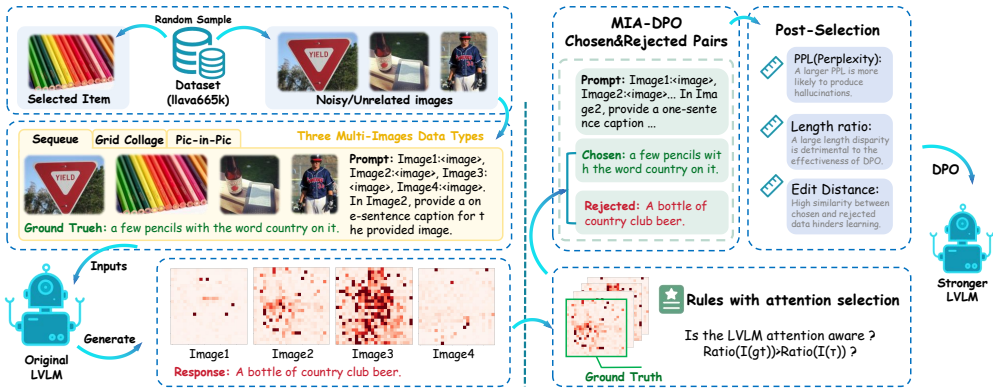 Random Sample
Selected Item
Dataset
(llava665k)
YIELD
Noisy/Unrelated images
Sequeue
Grid Collage
Pic-in-Pic
Three Multi-Images Data Types
YIELD
Prompt: Image1:<image>,
Image2:<image>, Image3:
<image>, Image4:<image>.
In Image2, provide a on
e-sentence caption for t
he provided image.
Ground Trueh: a few pencils with the word country on it.
Inputs
Generate
Original
LVLM
Image1
Image2
Image3
Image4
Response: A bottle of country club beer.
MIA-DPO
Chosen&Rejected Pairs
Prompt: Image1:<image>,
Image2:<image>... In Ima
ge2, provide a one-sente
nce caption ...
Chosen: a few pencils wit
h the word country on it.
Rejected: A bottle of
country club beer.
Post-Selection
PPL(Perplexity):
A larger PPL is more
likely to produce
hallucinations.
Length ratio:
A large length disparity
is detrimental to the
effectiveness of DPO.
Edit Distance:
High similarity between
chosen and rejected
data hinders learning.
DPO
Stronger
LVLM
Rules with attention selection
Is the LVLM attention aware ?
Ratio(I(gt))>Ratio(I(τ)) ?
Ground Truth